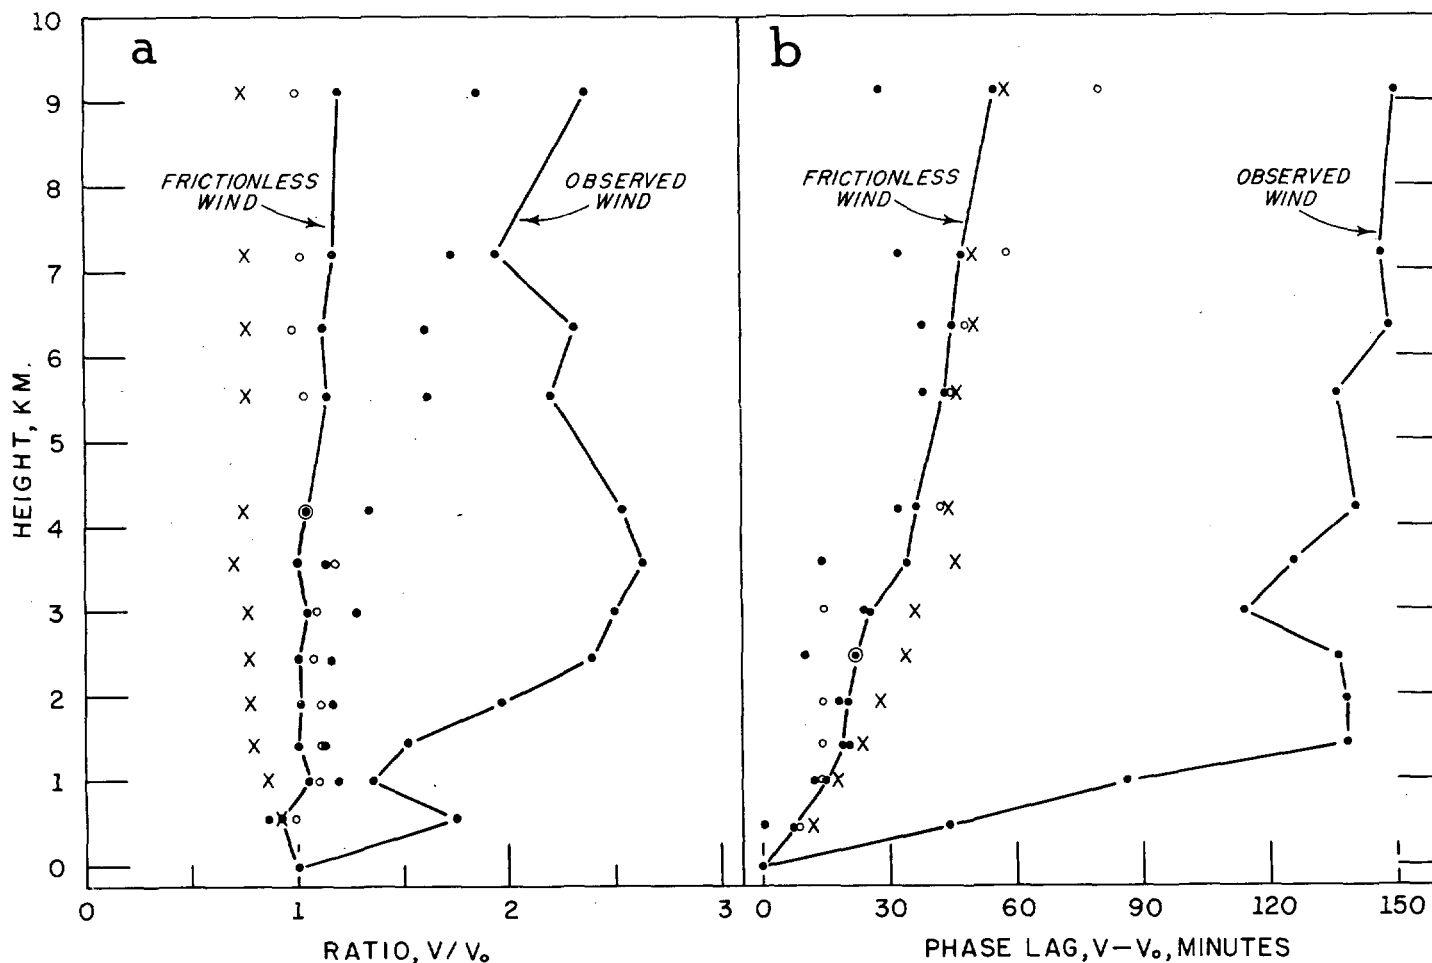 a
b
10
9
8
7
6
5
4
3
2
1
0
HEIGHT, KM.
FRICTIONLESS
WIND
OBSERVED
WIND
FRICTIONLESS
WIND
OBSERVED
WIND
0 1 2 3
0 30 60 90 120 150
RATIO, V/V₀
PHASE LAG, V–V₀, MINUTES